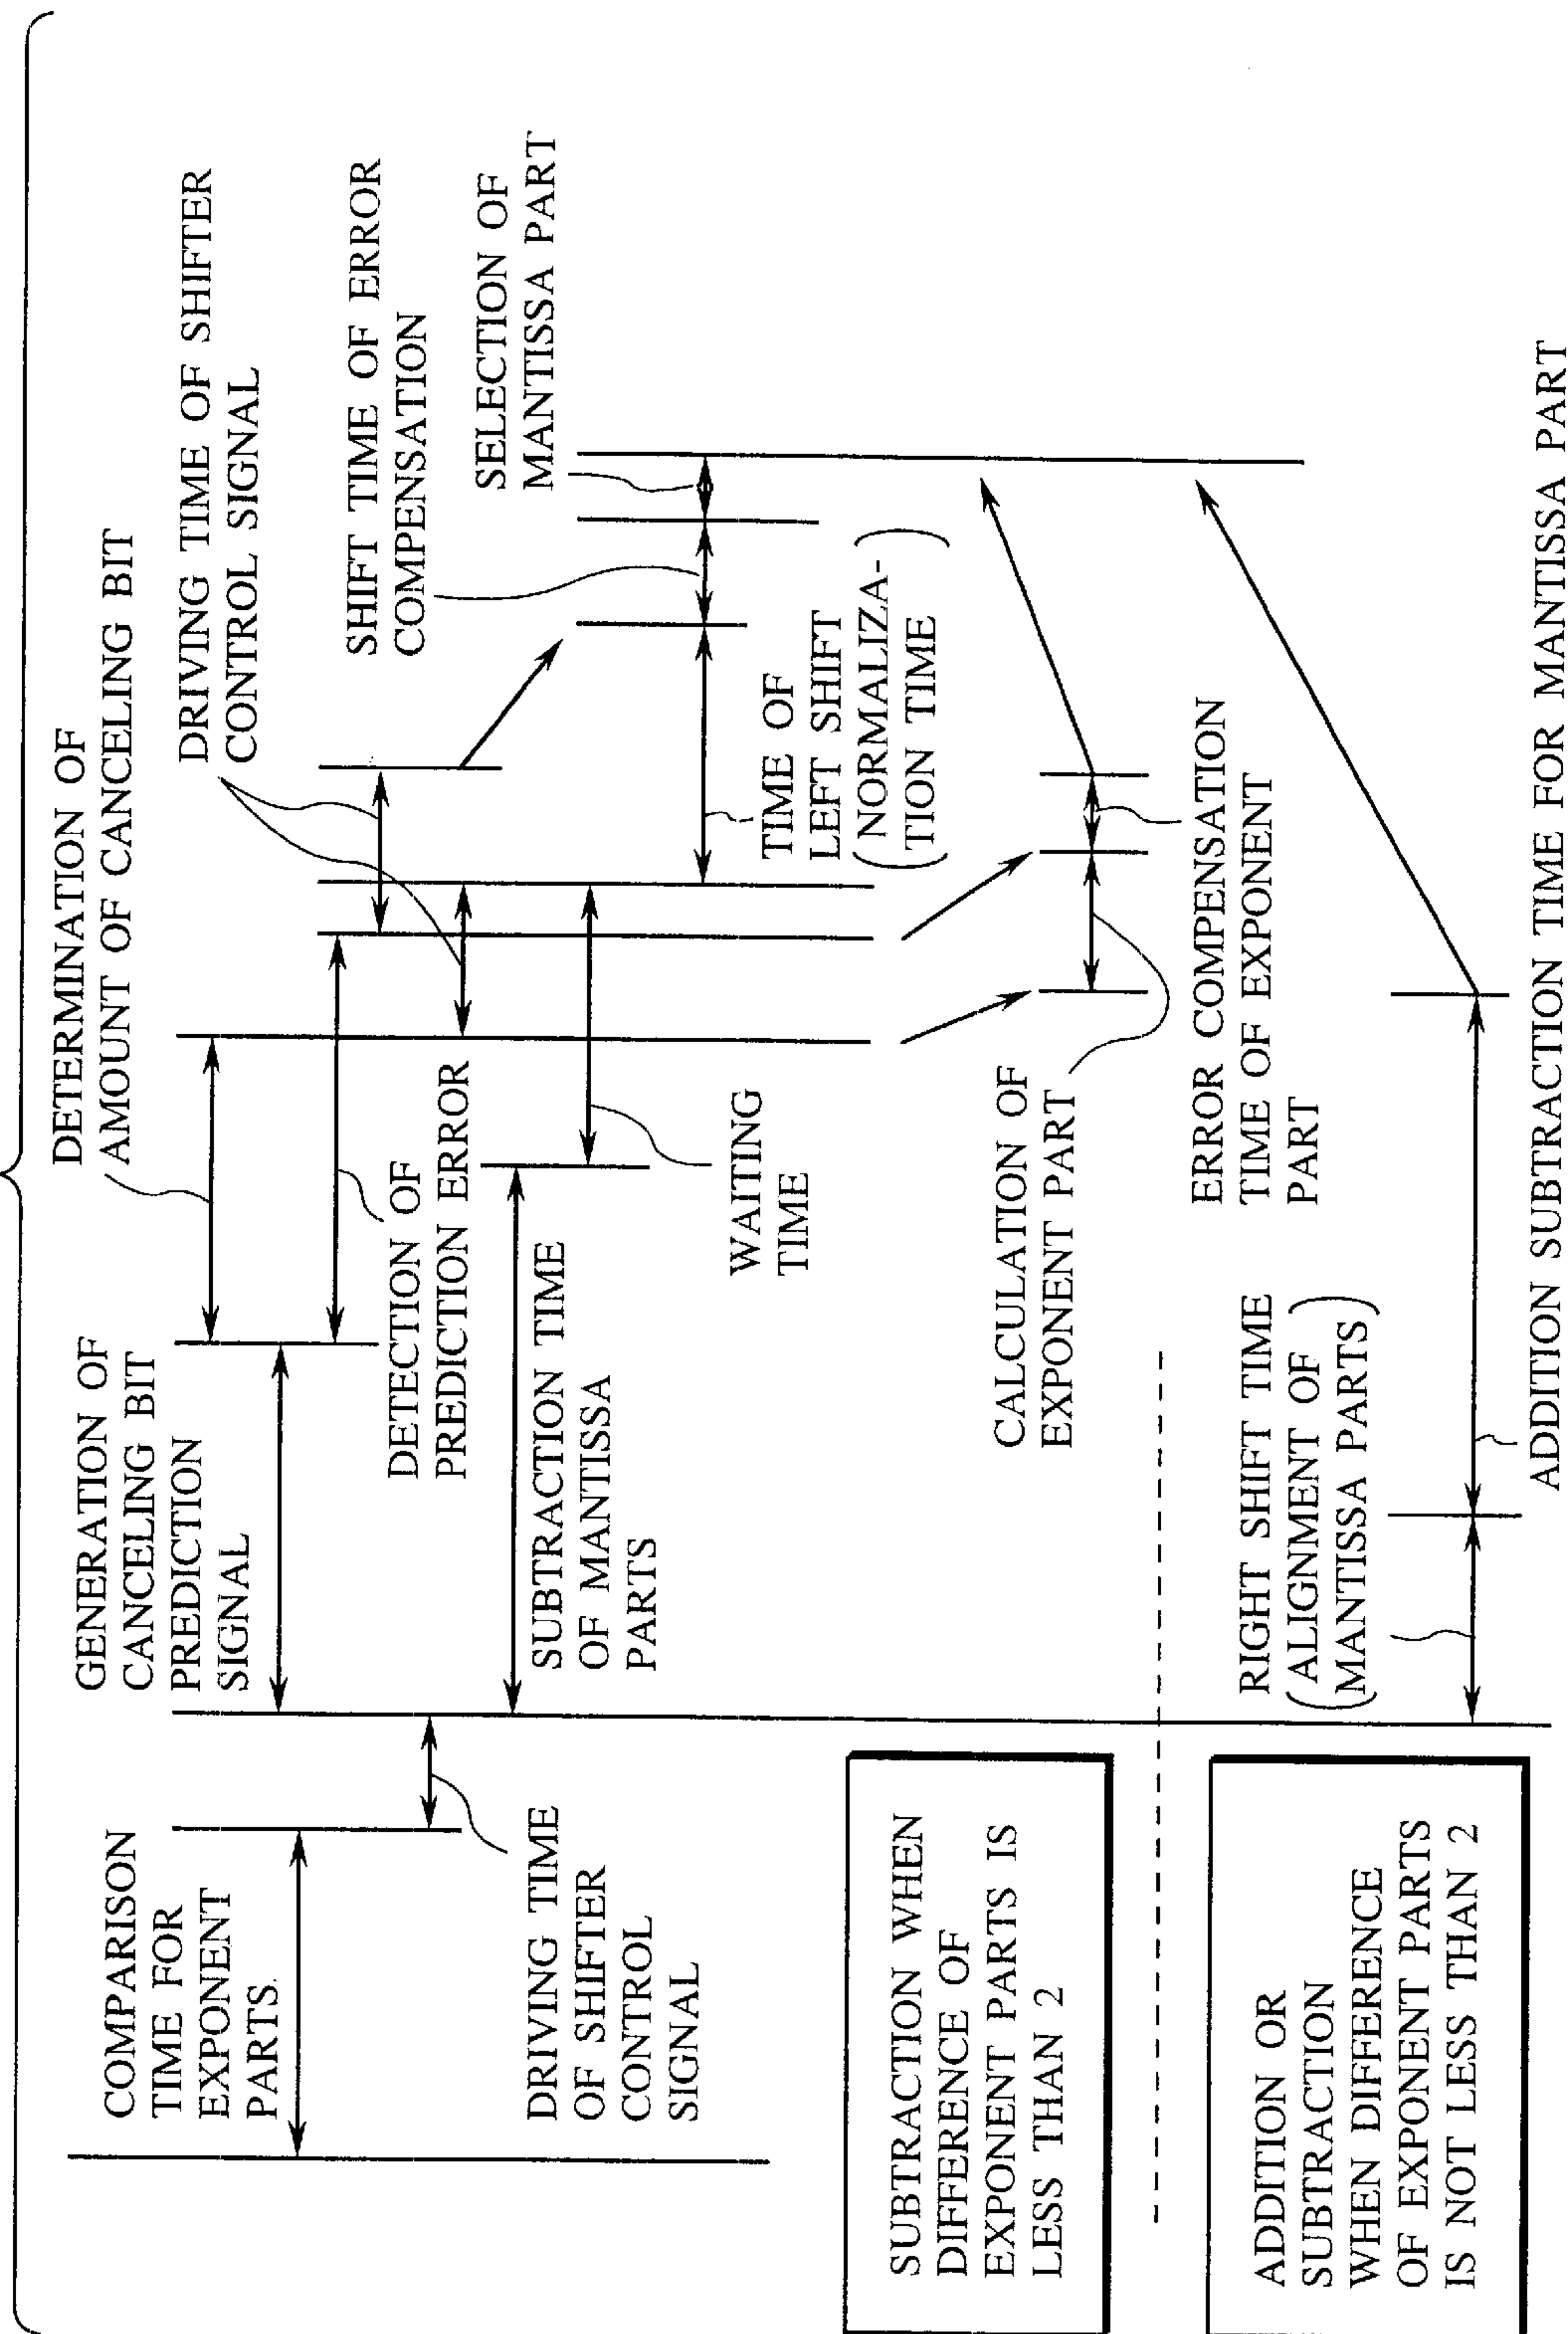 COMPARISON
TIME FOR
EXPONENT
PARTS.
DRIVING TIME
OF SHIFTER
CONTROL
SIGNAL
GENERATION OF
CANCELING BIT
PREDICTION
SIGNAL
DETERMINATION OF
AMOUNT OF CANCELING BIT
DETECTION OF
PREDICTION ERROR
SUBTRACTION TIME
OF MANTISSA
PARTS
WAITING
TIME
DRIVING TIME OF SHIFTER
CONTROL SIGNAL
SHIFT TIME OF ERROR
COMPENSATION
SELECTION OF
MANTISSA PART
TIME OF
LEFT SHIFT
(NORMALIZA-
TION TIME)
CALCULATION OF
EXPONENT PART
ERROR COMPENSATION
TIME OF EXPONENT
PART
SUBTRACTION WHEN
DIFFERENCE OF
EXPONENT PARTS IS
LESS THAN 2
ADDITION OR
SUBTRACTION
WHEN DIFFERENCE
OF EXPONENT PARTS
IS NOT LESS THAN 2
RIGHT SHIFT TIME
(ALIGNMENT OF
MANTISSA PARTS)
ADDITION SUBTRACTION TIME FOR MANTISSA PART